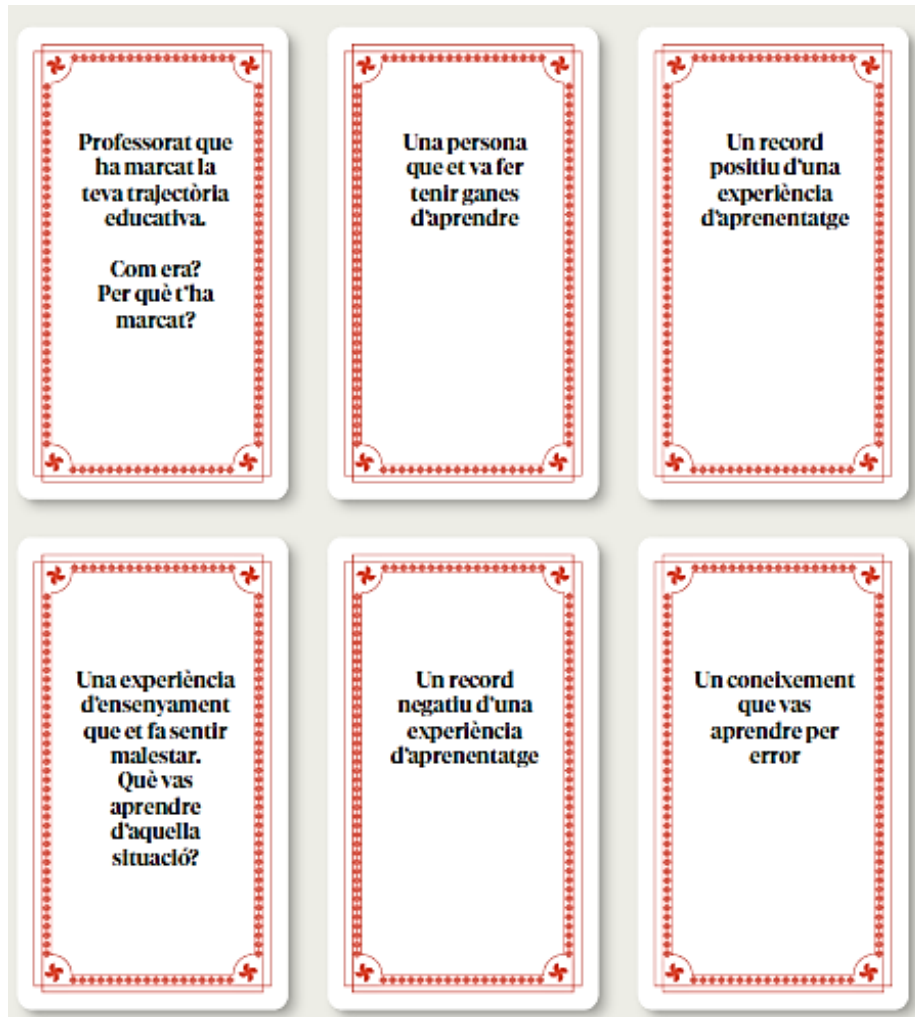 Professorat que
ha marcat la
teva trajectòria
educativa.
Com era?
Per què t'ha
marcat?
Una persona
que et va fer
tenir ganes
d'aprendre
Un record
positiu d'una
experiència
d'aprenentatge
Una experiència
d'ensenyament
que et fa sentir
malestar.
Què vas
aprendre
d'aquella
situació?
Un record
negatiu d'una
experiència
d'aprenentatge
Un coneixement
que vas
aprendre per
error